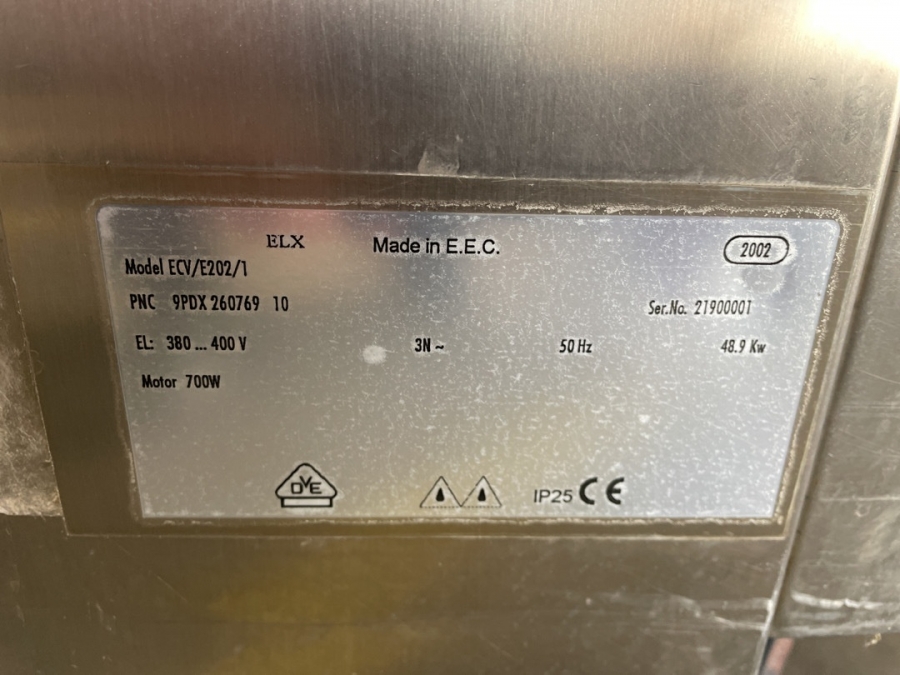 ELX Made in E.E.C. 2002
Model ECV/E202/1
PNC 9PDX 260769 10 Ser.No. 21900001
EL: 380 ... 400 V 3N ~ 50 Hz 48.9 Kw
Motor 700W
DVE IP25 CE